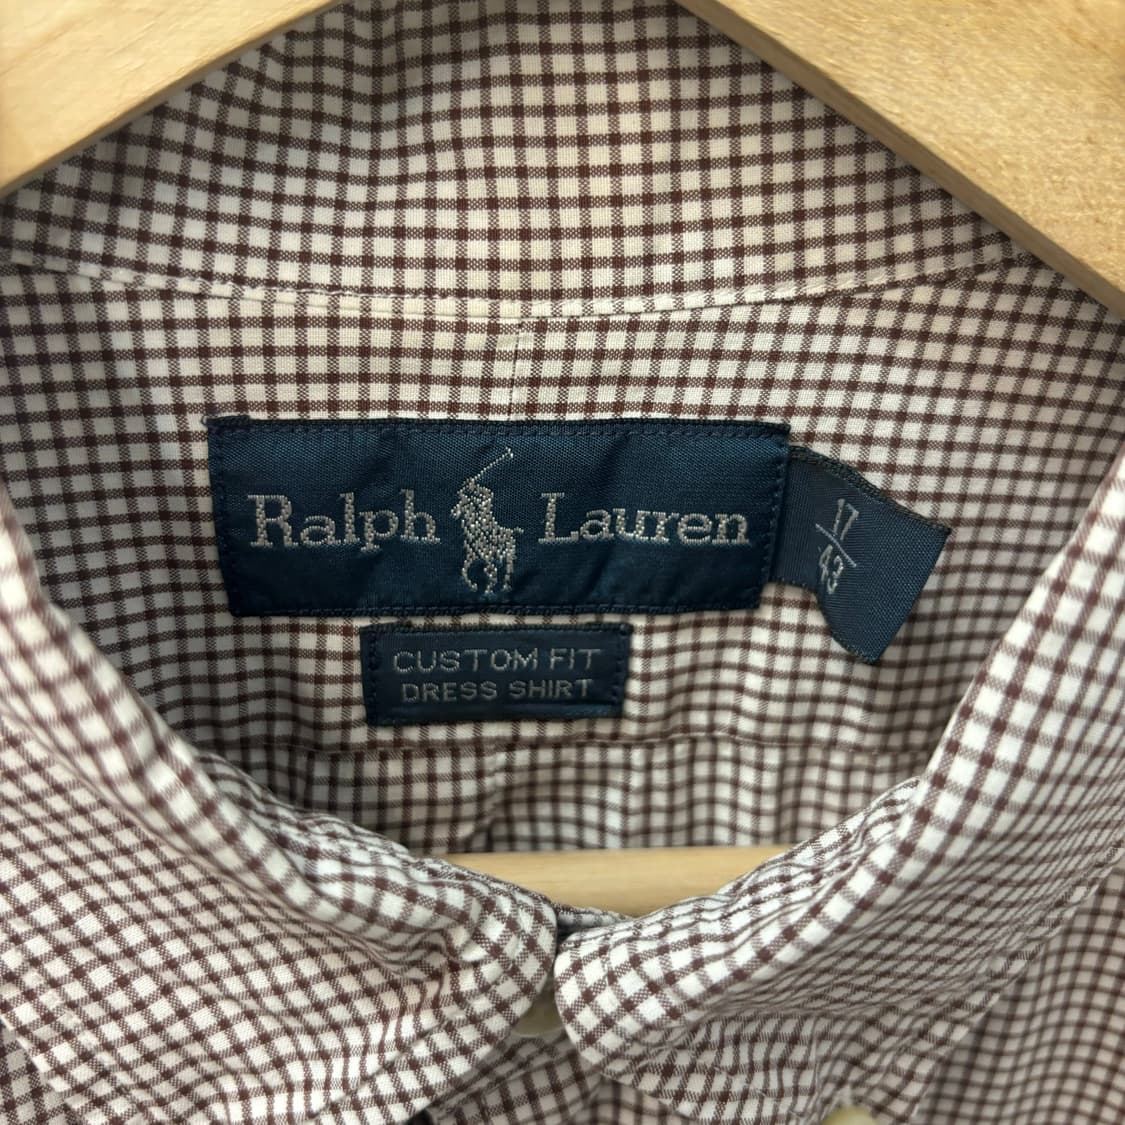 Ralph Lauren
17
43
CUSTOM FIT
DRESS SHIRT